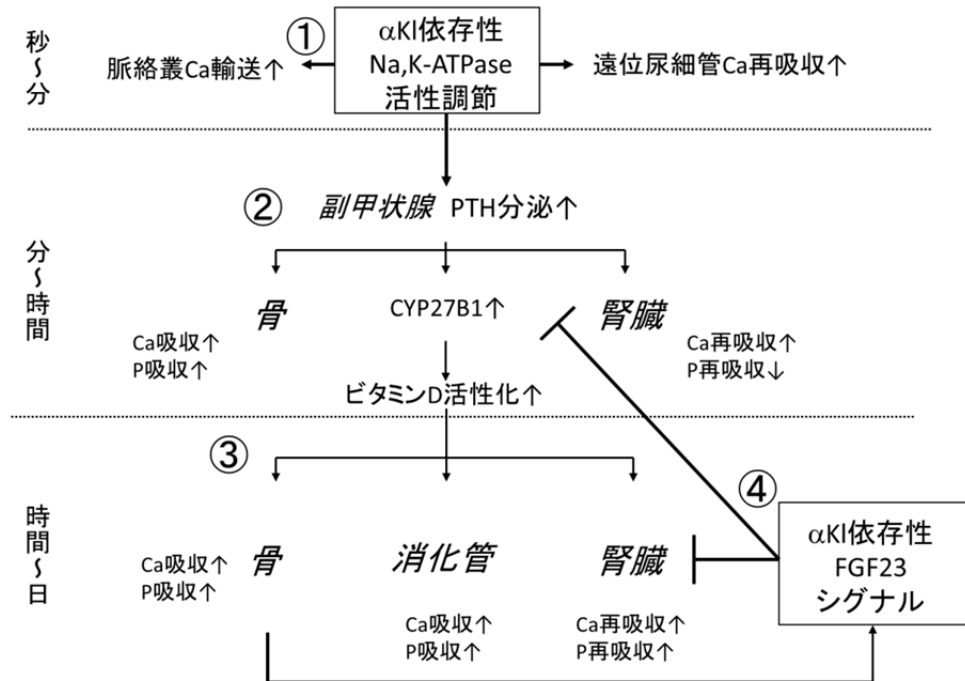 秒〜分
①
αKl依存性
Na,K-ATPase
活性調節
脈絡叢Ca輸送↑
遠位尿細管Ca再吸収↑
分〜時間
②
副甲状腺 PTH分泌↑
骨
CYP27B1↑
腎臓
Ca吸収↑
P吸収↑
Ca再吸収↑
P再吸収↓
ビタミンD活性化↑
時間〜日
③
④
骨
消化管
腎臓
Ca吸収↑
P吸収↑
Ca吸収↑
P吸収↑
Ca再吸収↑
P再吸収↑
αKl依存性
FGF23
シグナル